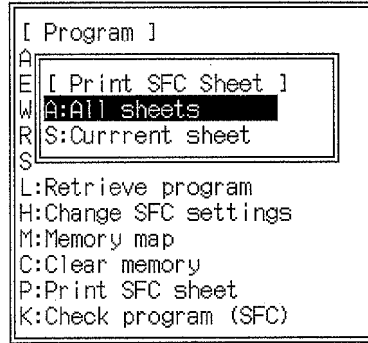 [ Program ]
A
E [ Print SFC Sheet ]
W A:All sheets
R S:Currrent sheet
S
L:Retrieve program
H:Change SFC settings
M:Memory map
C:Clear memory
P:Print SFC sheet
K:Check program (SFC)